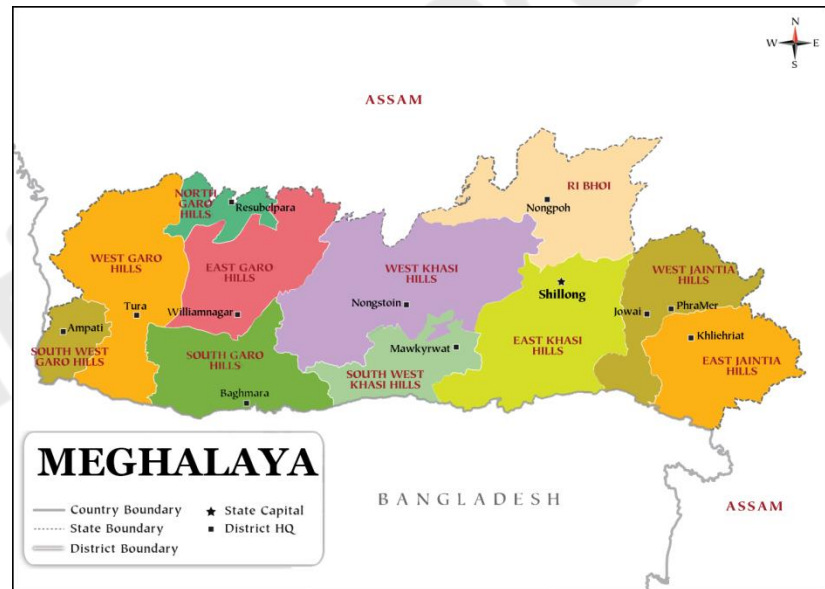 N
W E
S
ASSAM
RI BHOI
NORTH
GARO
HILLS
Resubelpara
Nongpoh
WEST GARO
HILLS
EAST GARO
HILLS
WEST KHASI
HILLS
WEST JAINTIA
HILLS
Shillong
Tura
Williamnagar
Nongstoin
Jowai
PhraMer
Ampati
SOUTH WEST
GARO HILLS
SOUTH GARO
HILLS
Mawkyrwat
EAST KHASI
HILLS
Khliehriat
EAST JAINTIA
HILLS
SOUTH WEST
KHASI HILLS
Baghmara
MEGHALAYA
Country Boundary
State Capital
State Boundary
District HQ
District Boundary
BANGLADESH
ASSAM